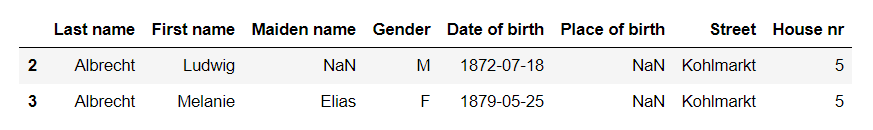 Last name First name Maiden name Gender Date of birth Place of birth Street House nr
2 Albrecht Ludwig NaN M 1872-07-18 NaN Kohlmarkt 5
3 Albrecht Melanie Elias F 1879-05-25 NaN Kohlmarkt 5